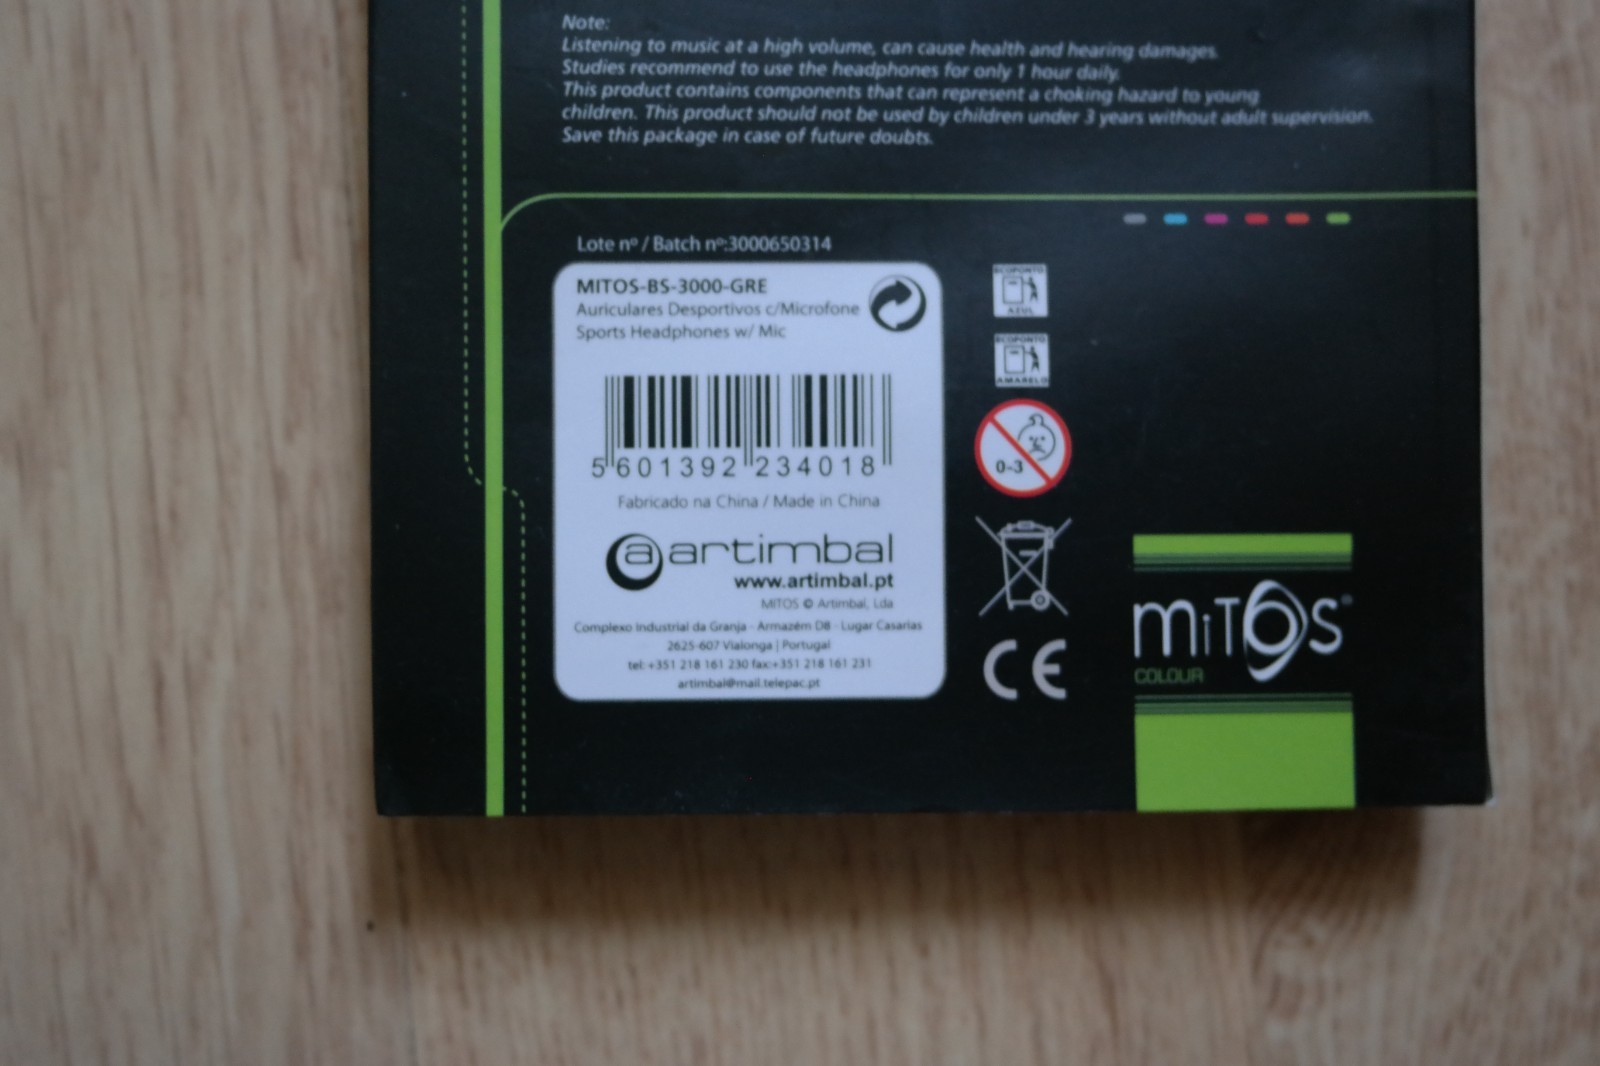 Note:
Listening to music at a high volume, can cause health and hearing damages.
Studies recommend to use the headphones for only 1 hour daily.
This product contains components that can represent a choking hazard to young
children. This product should not be used by children under 3 years without adult supervision.
Save this package in case of future doubts.
Lote nº / Batch nº:3000650314
MITOS-BS-3000-GRE
Auriculares Desportivos c/Microfone
Sports Headphones w/ Mic
5 601392 234018
Fabricado na China / Made in China
a artimbal
www.artimbal.pt
MITOS © Artimbal, Lda
Complexo Industrial da Granja - Armazém D8 - Lugar Casarias
2625-607 Vialonga | Portugal
tel:+351 218 161 230 fax:+351 218 161 231
artimbal@mail.telepac.pt
ECOPONTO
AZUL
ECOPONTO
AMARELO
0-3
CE
miTOS®
COLOUR